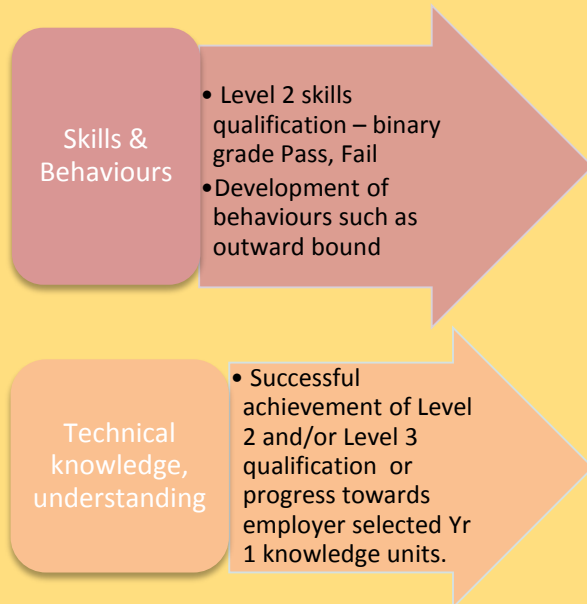 Skills &
Behaviours
• Level 2 skills
qualification – binary
grade Pass, Fail
•Development of
behaviours such as
outward bound
Technical
knowledge,
understanding
• Successful
achievement of Level
2 and/or Level 3
qualification or
progress towards
employer selected Yr
1 knowledge units.